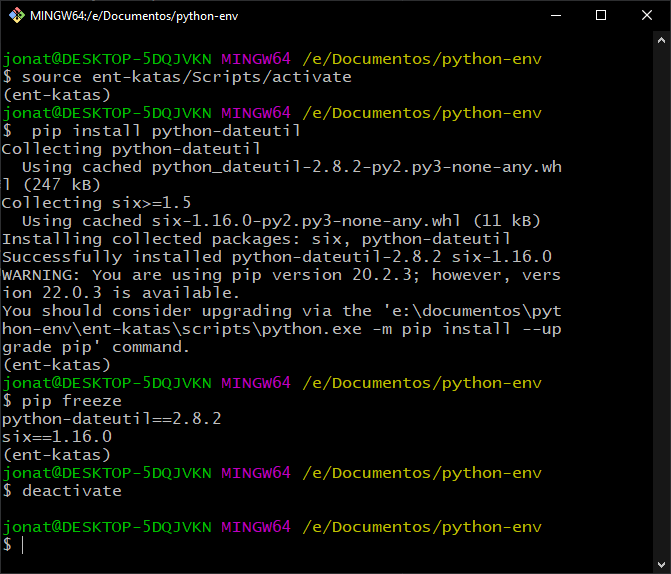 MINGW64:/e/Documentos/python-env
jonat@DESKTOP-5DQJVKN MINGW64 /e/Documentos/python-env
$ source ent-katas/Scripts/activate
(ent-katas)
jonat@DESKTOP-5DQJVKN MINGW64 /e/Documentos/python-env
$  pip install python-dateutil
Collecting python-dateutil
  Using cached python_dateutil-2.8.2-py2.py3-none-any.wh
l (247 kB)
Collecting six>=1.5
  Using cached six-1.16.0-py2.py3-none-any.whl (11 kB)
Installing collected packages: six, python-dateutil
Successfully installed python-dateutil-2.8.2 six-1.16.0
WARNING: You are using pip version 20.2.3; however, vers
ion 22.0.3 is available.
You should consider upgrading via the 'e:\documentos\pyt
hon-env\ent-katas\scripts\python.exe -m pip install --up
grade pip' command.
(ent-katas)
jonat@DESKTOP-5DQJVKN MINGW64 /e/Documentos/python-env
$ pip freeze
python-dateutil==2.8.2
six==1.16.0
(ent-katas)
jonat@DESKTOP-5DQJVKN MINGW64 /e/Documentos/python-env
$ deactivate
jonat@DESKTOP-5DQJVKN MINGW64 /e/Documentos/python-env
$